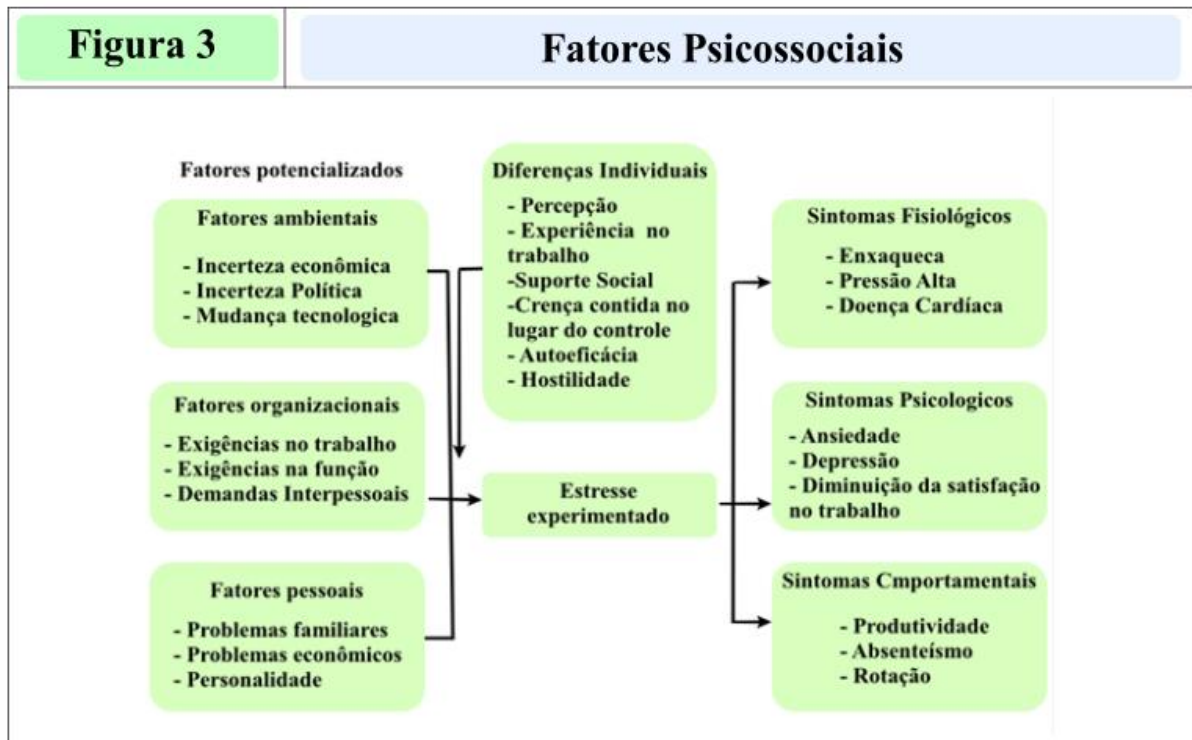 Figura 3
Fatores Psicossociais
Fatores potencializados
Fatores ambientais
- Incerteza econômica
- Incerteza Política
- Mudança tecnologica
Fatores organizacionais
- Exigências no trabalho
- Exigências na função
- Demandas Interpessoais
Fatores pessoais
- Problemas familiares
- Problemas econômicos
- Personalidade
Diferenças Individuais
- Percepção
- Experiência no
trabalho
-Suporte Social
-Crença contida no
lugar do controle
- Autoeficácia
- Hostilidade
Estresse
experimentado
Sintomas Fisiológicos
- Enxaqueca
- Pressão Alta
- Doença Cardíaca
Sintomas Psicologicos
- Ansiedade
- Depressão
- Diminuição da satisfação
no trabalho
Sintomas Cmportamentais
- Produtividade
- Absenteísmo
- Rotação